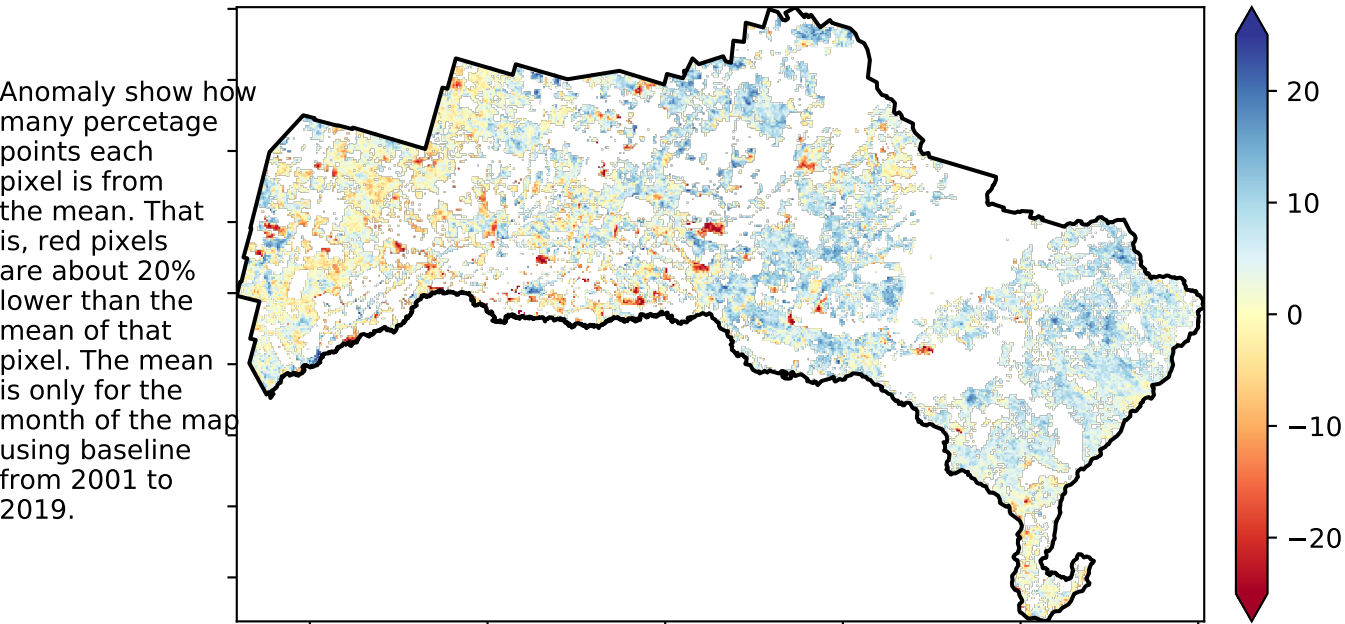 Anomaly show how
many percetage
points each
pixel is from
the mean. That
is, red pixels
are about 20%
lower than the
mean of that
pixel. The mean
is only for the
month of the map
using baseline
from 2001 to
2019.
20
10
0
−10
−20